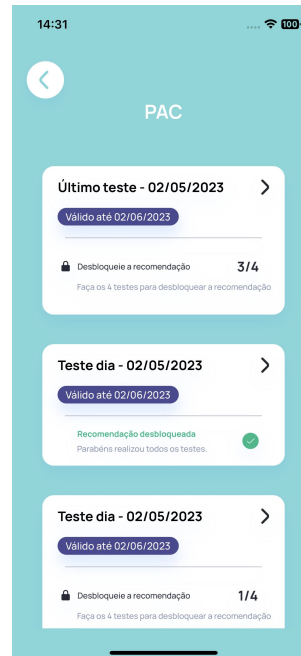 14:31
100
PAC
Último teste - 02/05/2023
Válido até 02/06/2023
Desbloqueie a recomendação 3/4
Faça os 4 testes para desbloquear a recomendação
Teste dia - 02/05/2023
Válido até 02/06/2023
Recomendação desbloqueada
Parabéns realizou todos os testes.
Teste dia - 02/05/2023
Válido até 02/06/2023
Desbloqueie a recomendação 1/4
Faça os 4 testes para desbloquear a recomendação